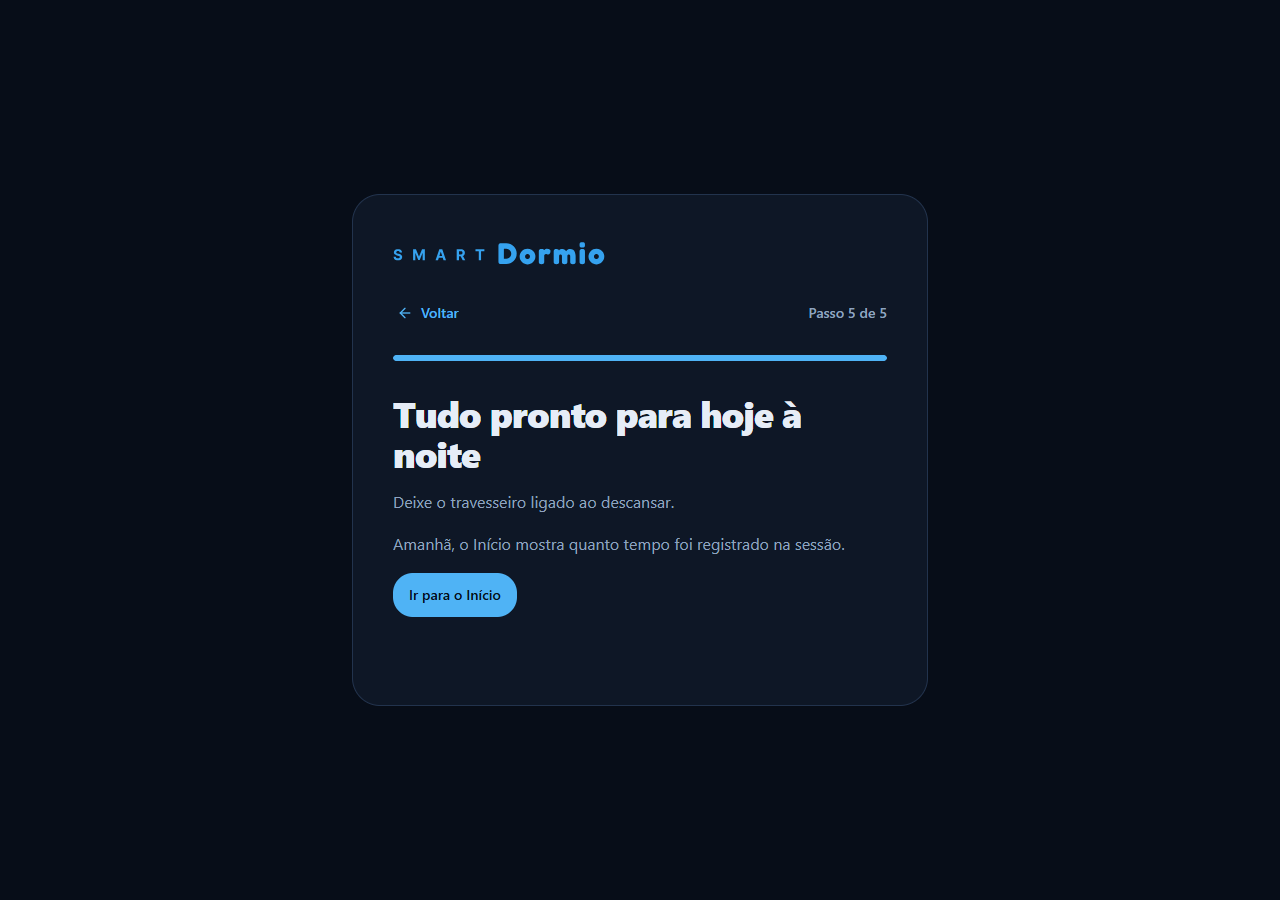 SMART Dormio
Voltar
Passo 5 de 5
Tudo pronto para hoje à
noite
Deixe o travesseiro ligado ao descansar.
Amanhã, o Início mostra quanto tempo foi registrado na sessão.
Ir para o Início